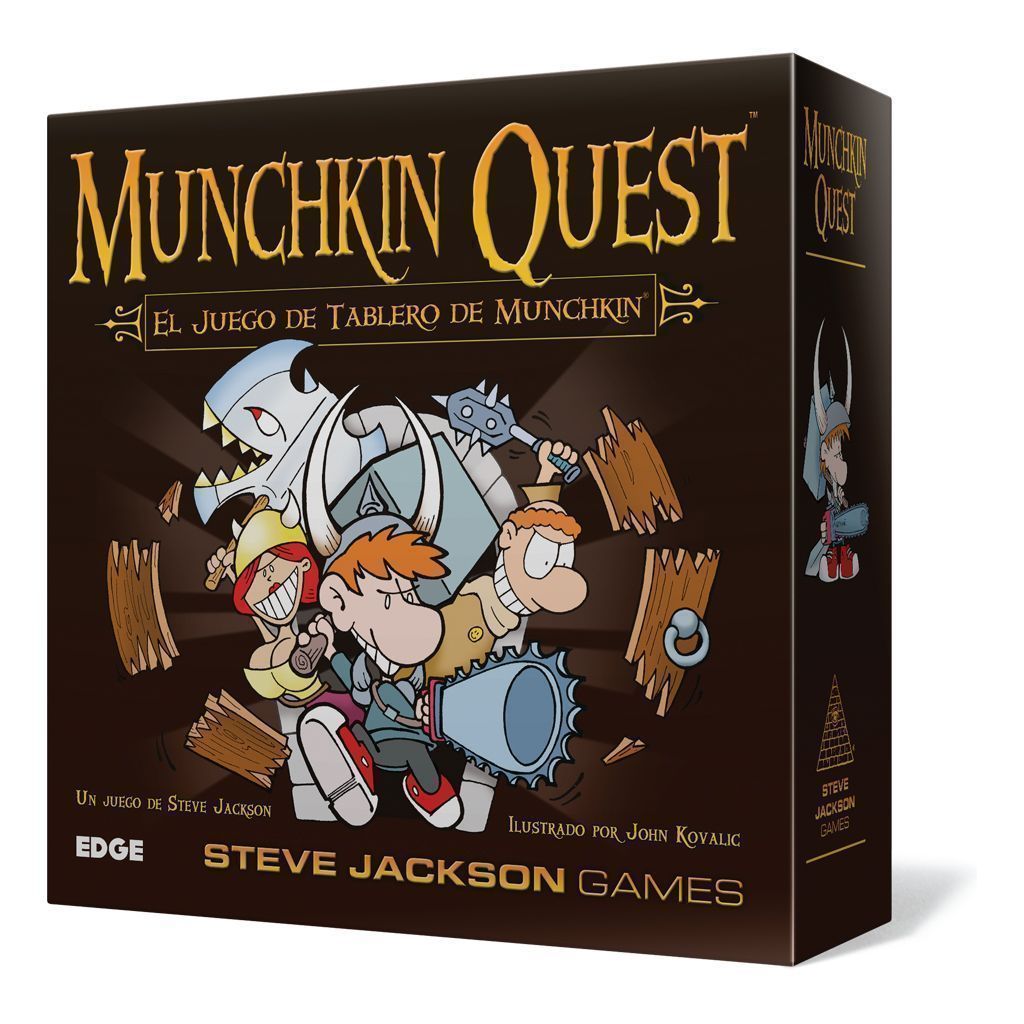 MUNCHKIN QUEST™
EL JUEGO DE TABLERO DE MUNCHKIN®
UN JUEGO DE STEVE JACKSON
ILUSTRADO POR JOHN KOVALIC
EDGE
STEVE JACKSON GAMES
MUNCHKIN
QUEST
STEVE
JACKSON
GAMES